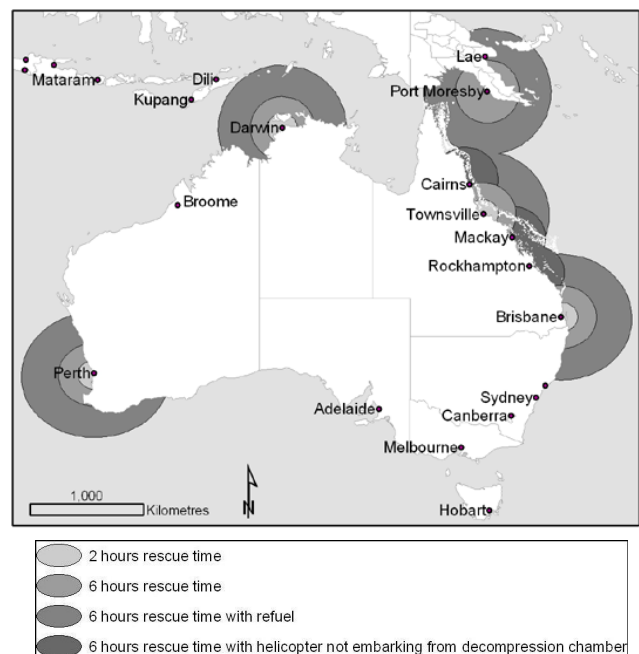 Lae
Mataram
Dili
Kupang
Port Moresby
Darwin
Cairns
Broome
Townsville
Mackay
Rockhampton
Brisbane
Perth
Sydney
Adelaide
Canberra
Melbourne
1,000
Kilometres
N
Hobart
2 hours rescue time
6 hours rescue time
6 hours rescue time with refuel
6 hours rescue time with helicopter not embarking from decompression chamber